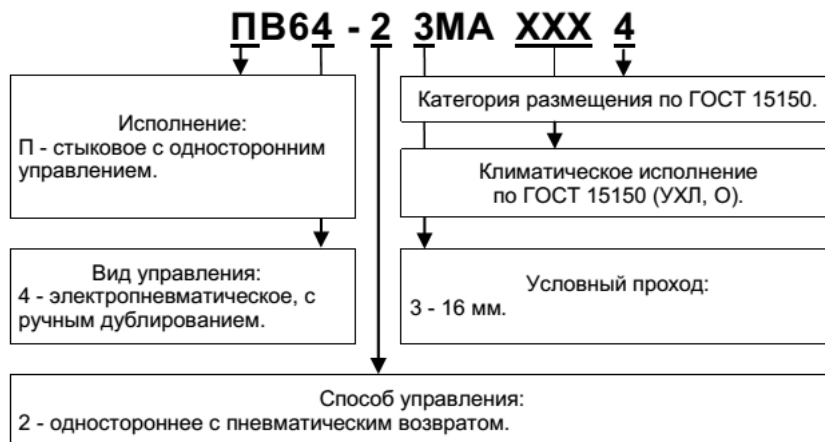 ПВ64 - 2 3МА ХХХ 4
Исполнение:
П - стыковое с односторонним
управлением.
Категория размещения по ГОСТ 15150.
Климатическое исполнение
по ГОСТ 15150 (УХЛ, О).
Вид управления:
4 - электропневматическое, с
ручным дублированием.
Условный проход:
3 - 16 мм.
Способ управления:
2 - одностороннее с пневматическим возвратом.